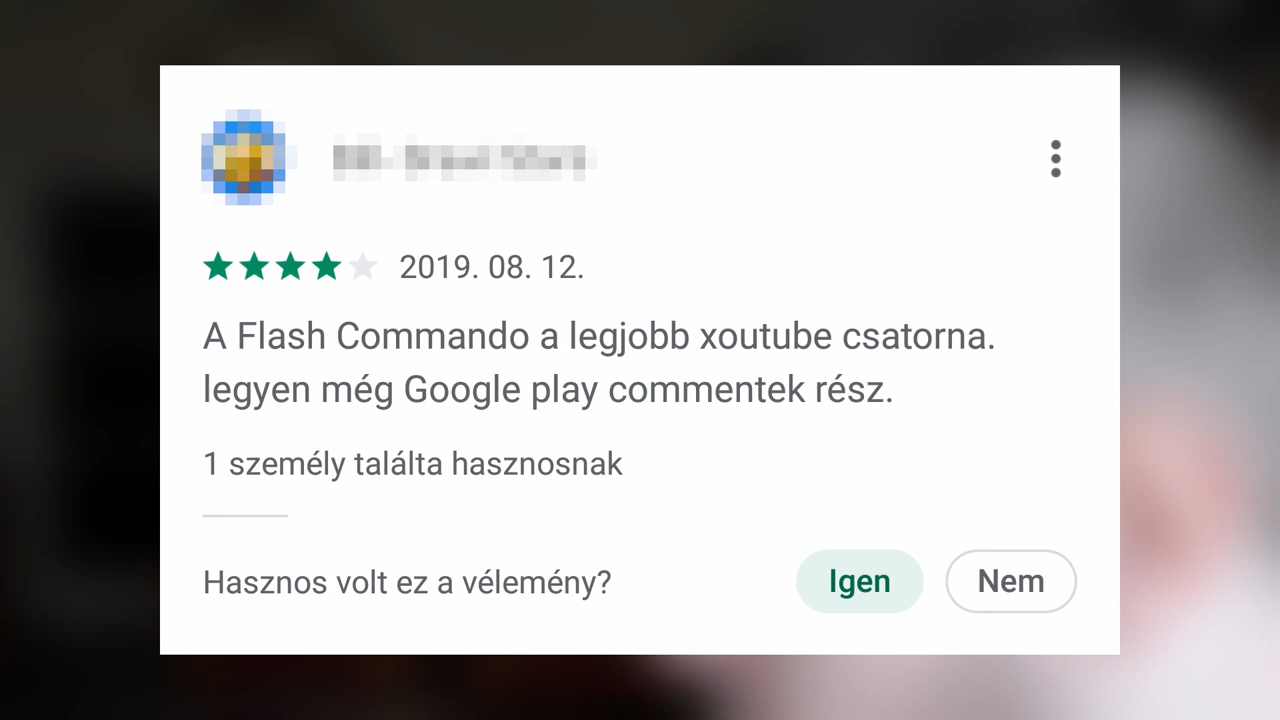 2019. 08. 12.
A Flash Commando a legjobb xoutube csatorna.
legyen még Google play commentek rész.
1 személy találta hasznosnak
Hasznos volt ez a vélemény?
Igen
Nem